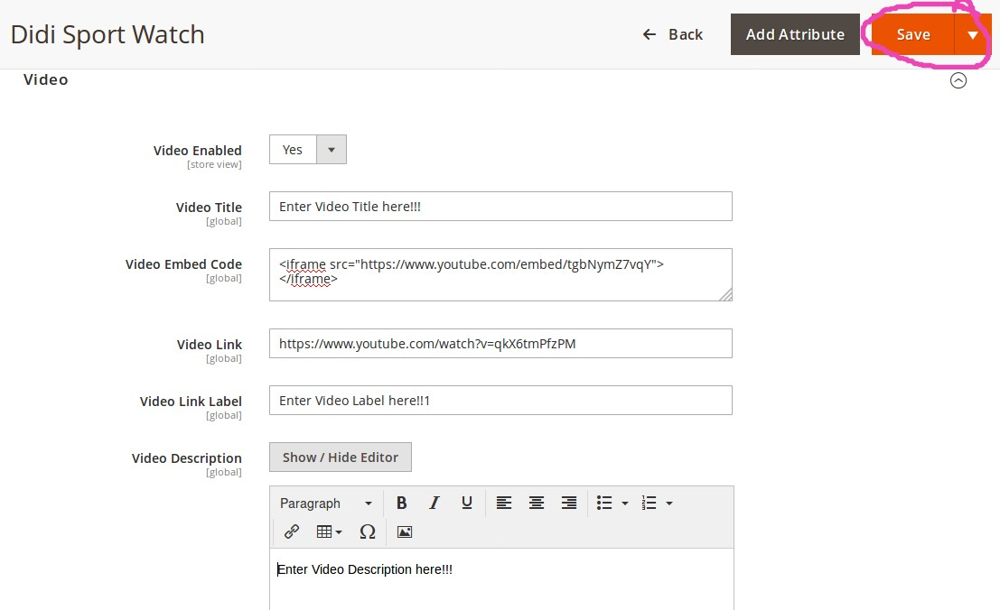 Didi Sport Watch
Back
Add Attribute
Save
Video
Video Enabled
[store view]
Yes
Video Title
[global]
Enter Video Title here!!!
Video Embed Code
[global]
<iframe src="https://www.youtube.com/embed/tgbNymZ7vqY">
</iframe>
Video Link
[global]
https://www.youtube.com/watch?v=qkX6tmPfzPM
Video Link Label
[global]
Enter Video Label here!!1
Video Description
[global]
Show / Hide Editor
Paragraph
B I U
Ω
Enter Video Description here!!!